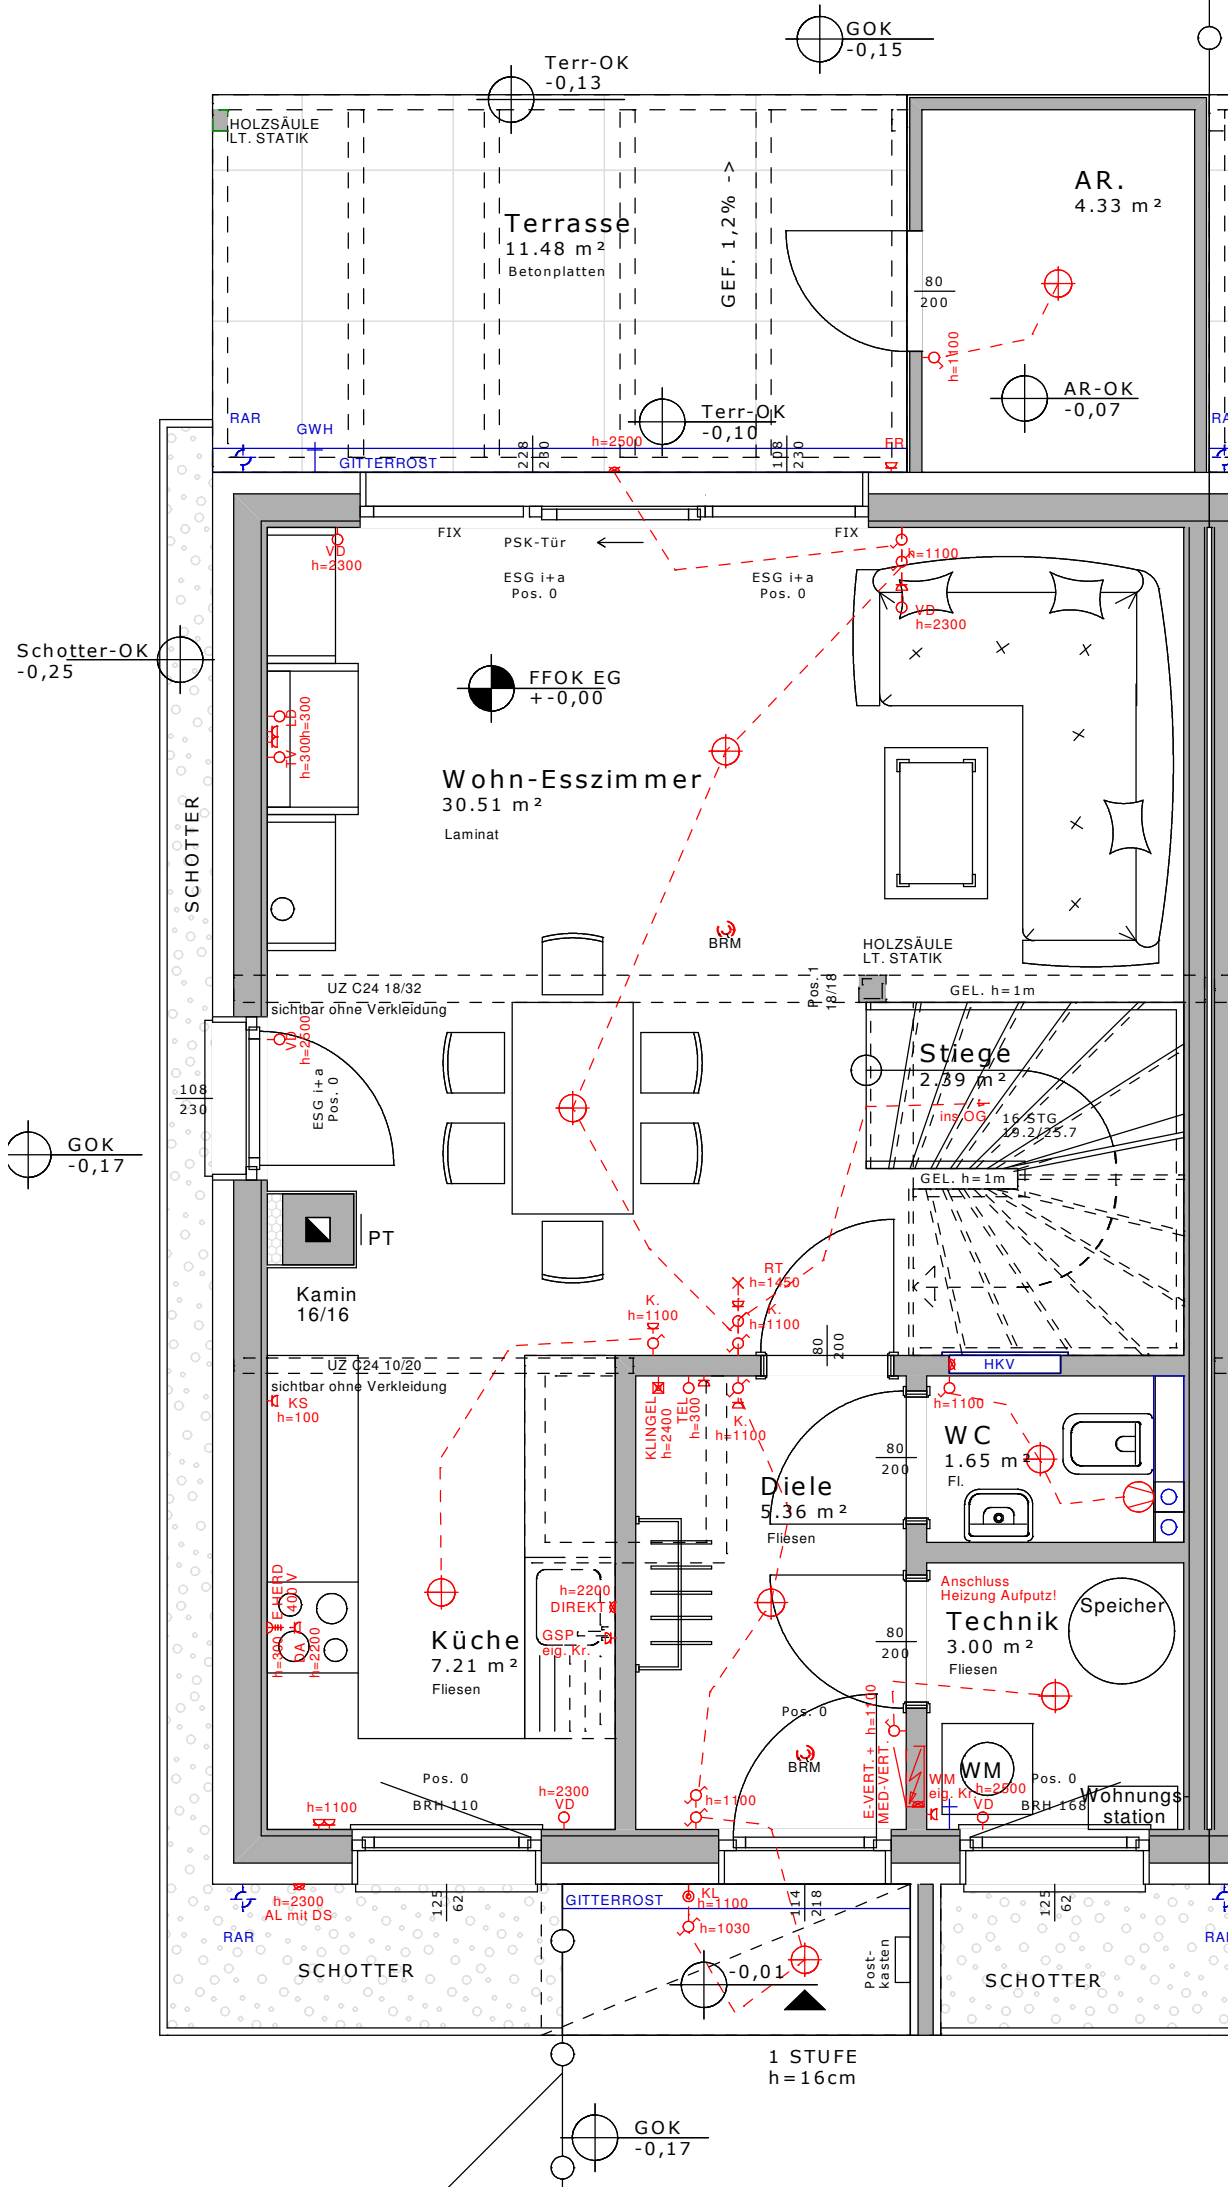 GOK
-0,15
Terr-OK
-0,13
HOLZSÄULE
LT. STATIK
Terrasse
11.48 m²
Betonplatten
GEF. 1,2% ->
AR.
4.33 m²
80
200
h=1100
AR-OK
-0,07
RAR
GWH
GITTERROST
228
230
h=2500
Terr-OK
-0,10
108
230
FR
RA
FIX
PSK-Tür
FIX
VD
h=2300
ESG i+a
Pos. 0
ESG i+a
Pos. 0
h=1100
VD
h=2300
Schotter-OK
-0,25
FFOK EG
+-0,00
LD
h=300
TV
h=300
Wohn-Esszimmer
30.51 m²
Laminat
SCHOTTER
BRM
HOLZSÄULE
LT. STATIK
Pos. 1
18/18
UZ C24 18/32
sichtbar ohne Verkleidung
GEL. h=1m
VD
h=2500
ESG i+a
Pos. 0
108
230
Stiege
2.39 m²
ins OG
16 STG
19.2/25.7
GOK
-0,17
GEL. h=1m
PT
Kamin
16/16
RT
h=1450
K.
h=1100
K.
h=1100
80
200
UZ C24 10/20
sichtbar ohne Verkleidung
HKV
KS
h=100
KLINGEL
h=2400
TEL
h=300
K.
h=1100
h=1100
WC
1.65 m²
Fl.
80
200
Diele
5.36 m²
Fliesen
E-HERD
400 V
h=300
DA
h=2200
h=2200
DIREKT
GSP
eig. Kr.
Küche
7.21 m²
Fliesen
Anschluss
Heizung Aufputz!
Technik
3.00 m²
Fliesen
Speicher
80
200
Pos. 0
E-VERT. +
MED-VERT.
h=1100
BRM
WM
WM
eig. Kr.
h=2500
VD
Pos. 0
BRH 168
Wohnungs-
station
Pos. 0
BRH 110
h=1100
h=2300
VD
h=1100
h=2300
AL mit DS
RAR
125
62
GITTERROST
KL
h=1100
h=1030
114
218
125
62
RAR
SCHOTTER
-0,01
Post-
kasten
SCHOTTER
1 STUFE
h=16cm
GOK
-0,17